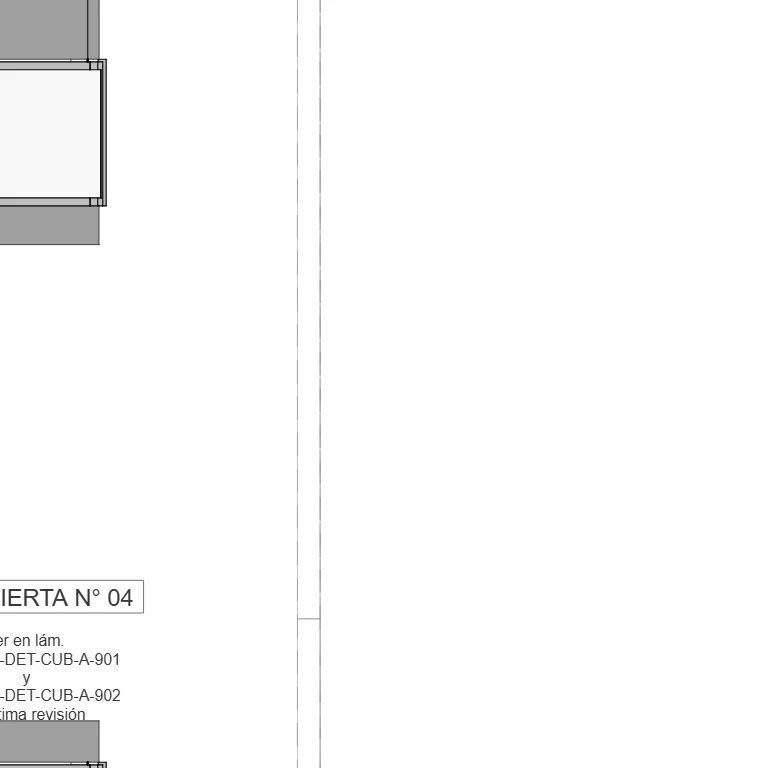 IERTA N° 04
er en lám.
-DET-CUB-A-901
y
-DET-CUB-A-902
tima revisión